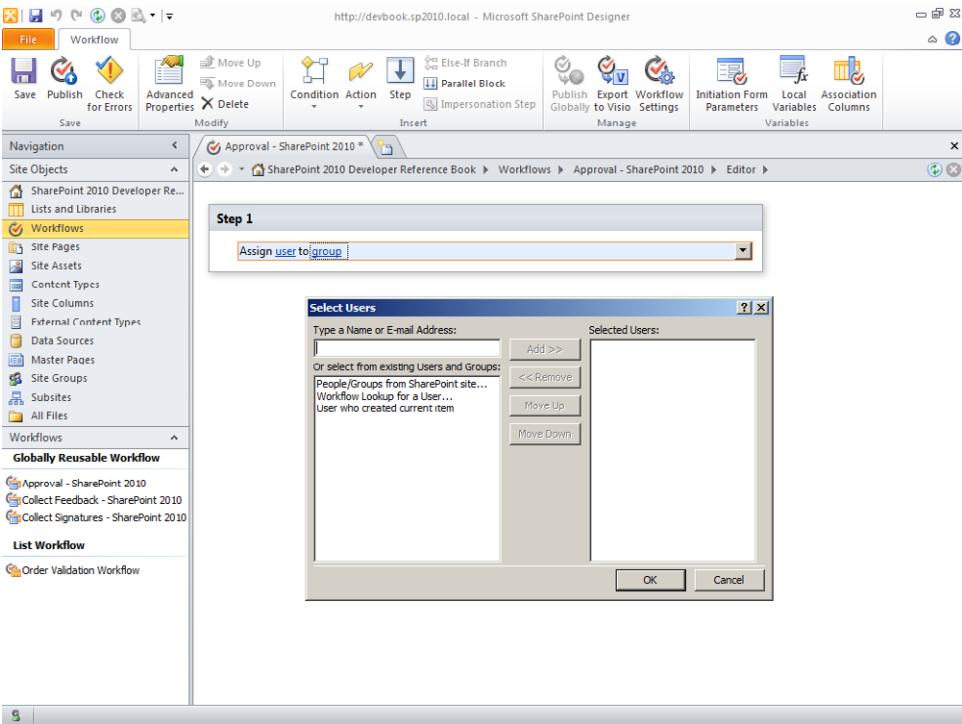 http://devbook.sp2010.local - Microsoft SharePoint Designer
File
Workflow
Save
Publish
Check for Errors
Save
Advanced Properties
Move Up
Move Down
Delete
Modify
Condition
Action
Step
Else-If Branch
Parallel Block
Impersonation Step
Insert
Publish Globally
Export to Visio
Workflow Settings
Manage
Initiation Form Parameters
Local Variables
Association Columns
Variables
Navigation
Site Objects
SharePoint 2010 Developer Re...
Lists and Libraries
Workflows
Site Pages
Site Assets
Content Types
Site Columns
External Content Types
Data Sources
Master Pages
Site Groups
Subsites
All Files
Workflows
Globally Reusable Workflow
Approval - SharePoint 2010
Collect Feedback - SharePoint 2010
Collect Signatures - SharePoint 2010
List Workflow
Order Validation Workflow
Approval - SharePoint 2010 *
SharePoint 2010 Developer Reference Book
Workflows
Approval - SharePoint 2010
Editor
Step 1
Assign user to group
Select Users
Type a Name or E-mail Address:
Or select from existing Users and Groups:
People/Groups from SharePoint site...
Workflow Lookup for a User...
User who created current item
Add >>
<< Remove
Move Up
Move Down
Selected Users:
OK
Cancel